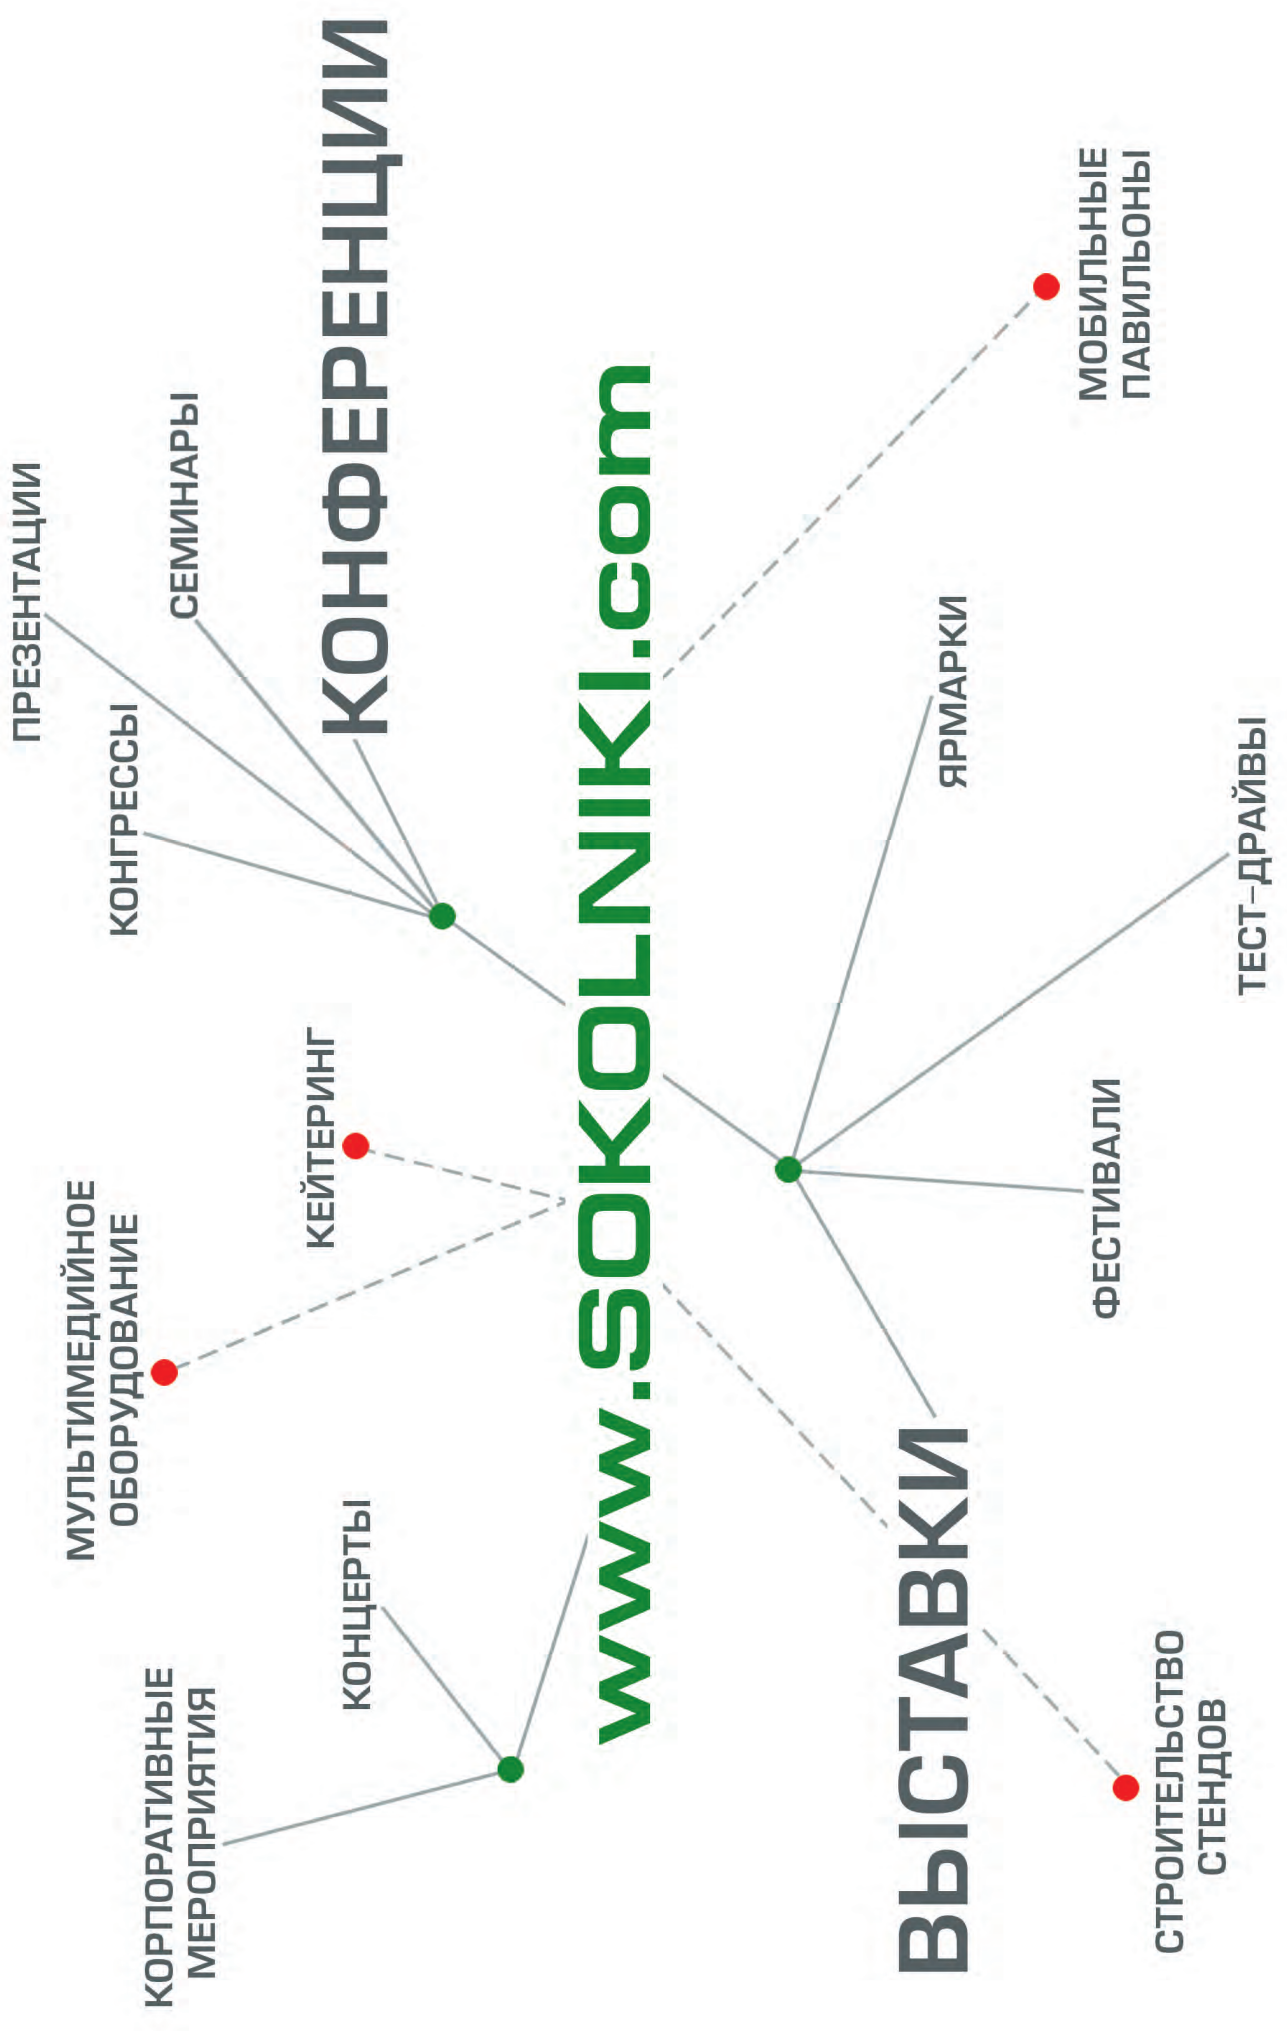 КОРПОРАТИВНЫЕ
МЕРОПРИЯТИЯ
МУЛЬТИМЕДИЙНОЕ
ОБОРУДОВАНИЕ
КОНГРЕССЫ
ПРЕЗЕНТАЦИИ
СЕМИНАРЫ
КОНЦЕРТЫ
КЕЙТЕРИНГ
КОНФЕРЕНЦИИ
www.SOKOLNIKI.com
ВЫСТАВКИ
ЯРМАРКИ
ФЕСТИВАЛИ
МОБИЛЬНЫЕ
ПАВИЛЬОНЫ
СТРОИТЕЛЬСТВО
СТЕНДОВ
ТЕСТ-ДРАЙВЫ